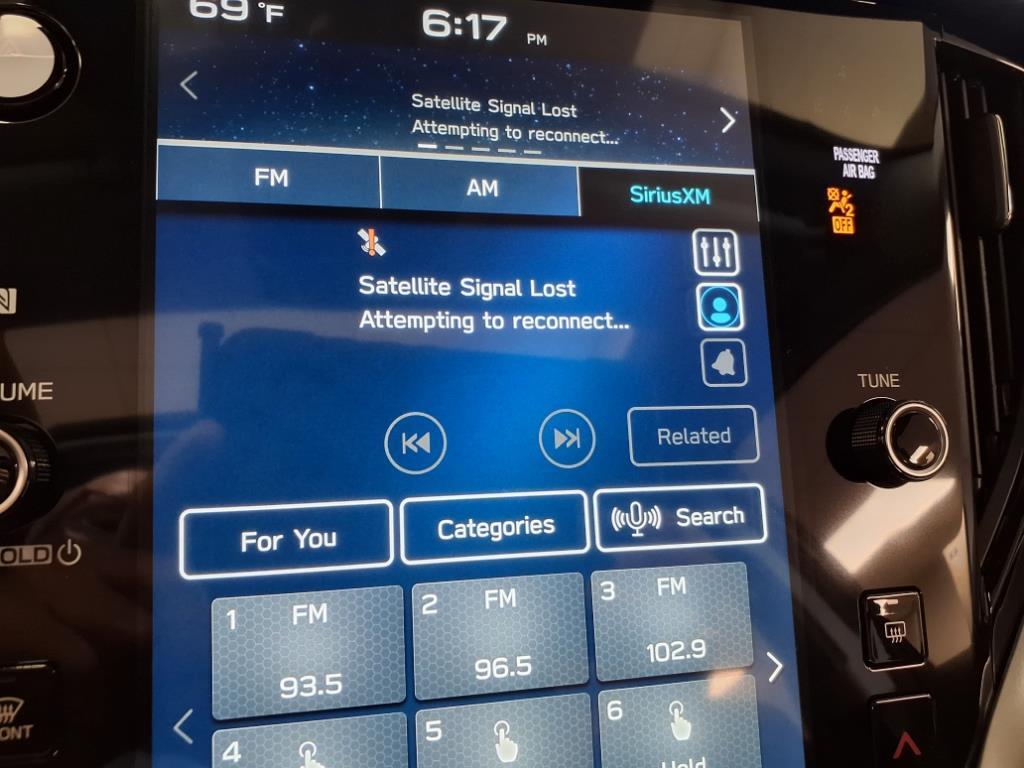 69 °F
6:17 PM
Satellite Signal Lost
Attempting to reconnect...
FM
AM
SiriusXM
PASSENGER
AIR BAG
2
OFF
Satellite Signal Lost
Attempting to reconnect...
N
UME
TUNE
Related
For You
Categories
Search
OLD
1
FM
93.5
2
FM
96.5
3
FM
102.9
4
5
6
Hold
ONT